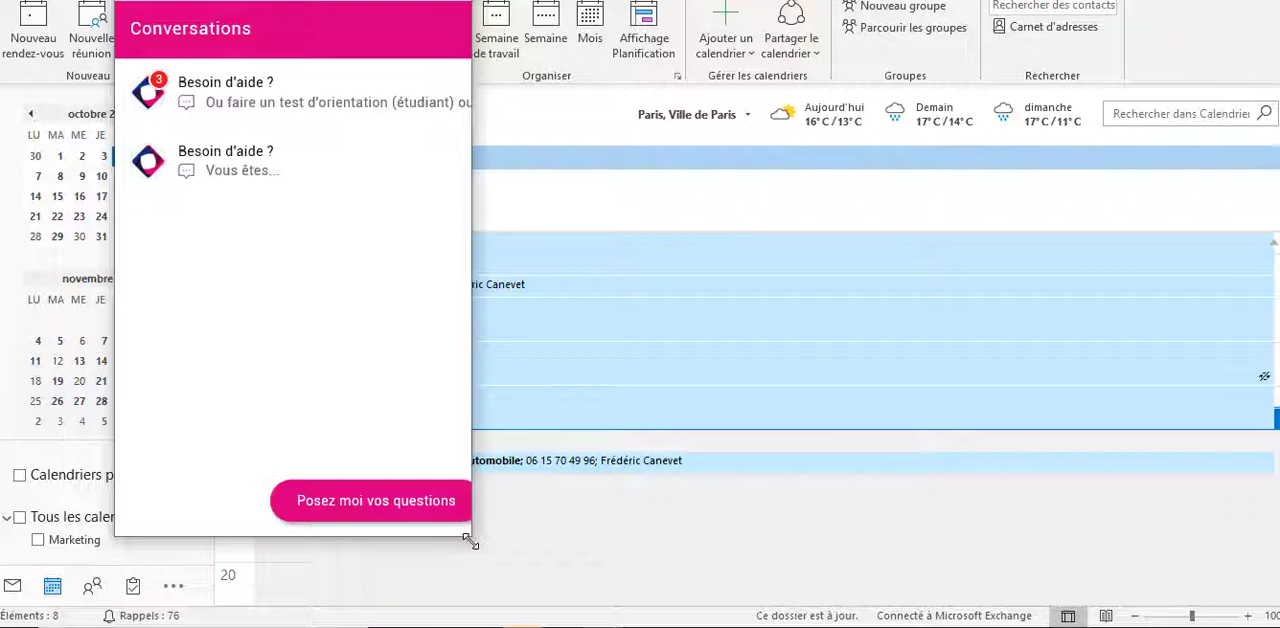 Conversations
3
Besoin d'aide ?
Ou faire un test d'orientation (étudiant) ou
Besoin d'aide ?
Vous êtes...
Posez moi vos questions
Nouveau
rendez-vous
Nouvelle
réunion
Nouveau
Semaine
de travail
Semaine
Mois
Affichage
Planification
Organiser
Ajouter un
calendrier
Partager le
calendrier
Gérer les calendriers
Nouveau groupe
Parcourir les groupes
Groupes
Rechercher des contacts
Carnet d'adresses
Rechercher
octobre 2
LU MA ME JE
30 1 2 3
7 8 9 10
14 15 16 17
21 22 23 24
28 29 30 31
novembre
LU MA ME JE
4 5 6 7
11 12 13 14
18 19 20 21
25 26 27 28
2 3 4 5
Paris, Ville de Paris
Aujourd'hui
16° C / 13° C
Demain
17° C / 14° C
dimanche
17° C / 11° C
Rechercher dans Calendrier
ric Canevet
utomobile; 06 15 70 49 96; Frédéric Canevet
Calendriers p
Tous les caler
Marketing
20
Éléments : 8
Rappels : 76
Ce dossier est à jour.
Connecté à Microsoft Exchange
100